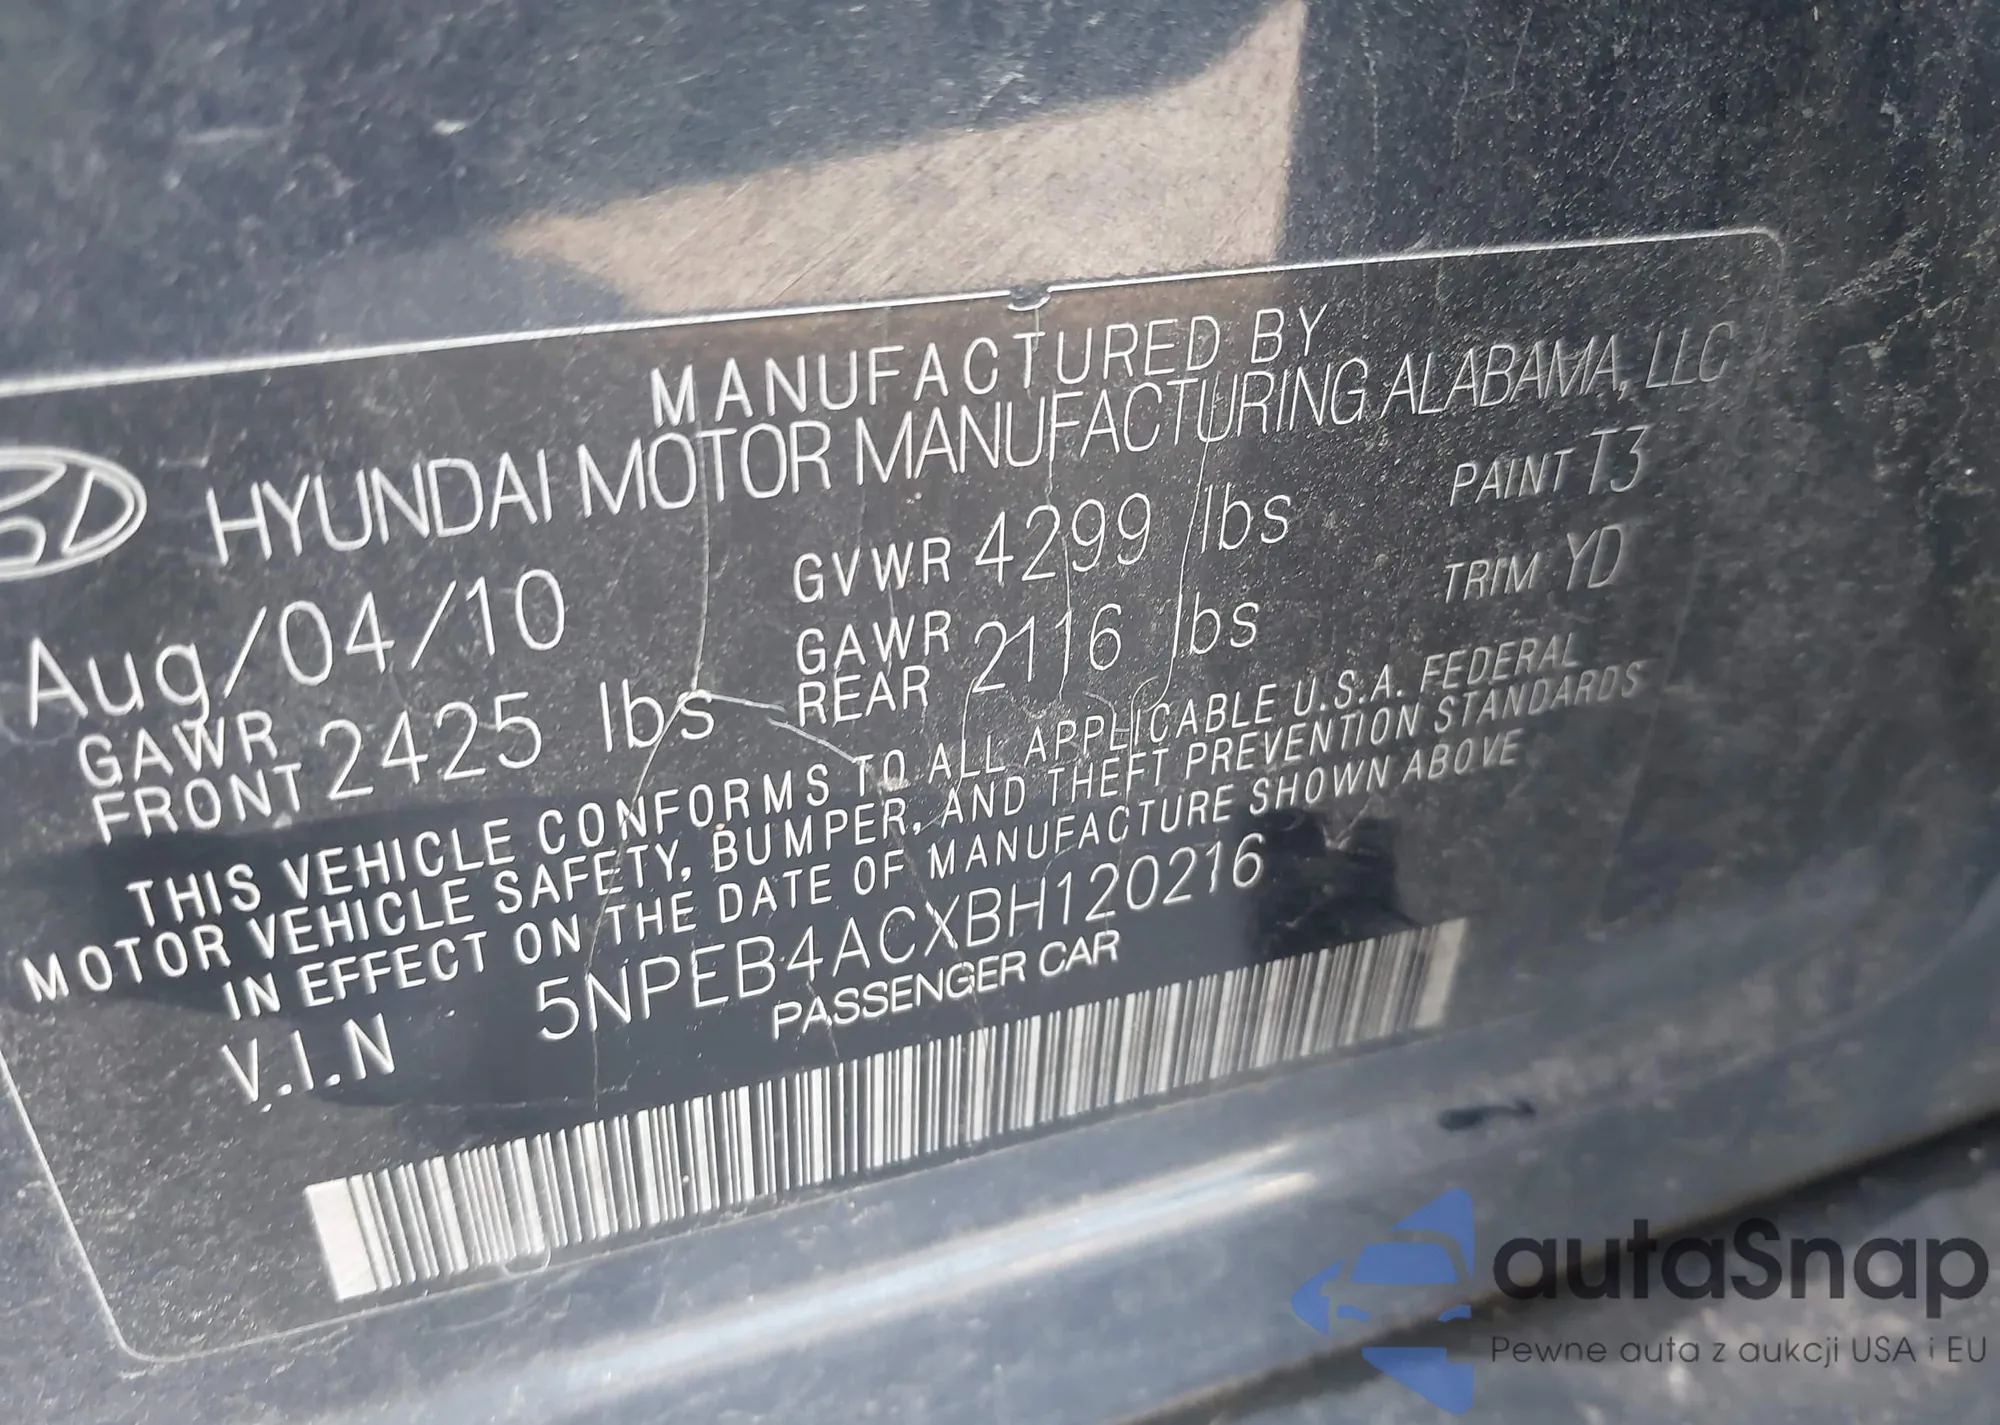 MANUFACTURED BY
HYUNDAI MOTOR MANUFACTURING ALABAMA, LLC
Aug/04/10 GVWR 4299 lbs PAINT T3
GAWR FRONT 2425 lbs GAWR REAR 2116 lbs TRIM YD
THIS VEHICLE CONFORMS TO ALL APPLICABLE U.S.A. FEDERAL
MOTOR VEHICLE SAFETY, BUMPER, AND THEFT PREVENTION STANDARDS
IN EFFECT ON THE DATE OF MANUFACTURE SHOWN ABOVE
V.I.N 5NPEB4ACXBH120216
PASSENGER CAR
autaSnap
Pewne auta z aukcji USA i EU